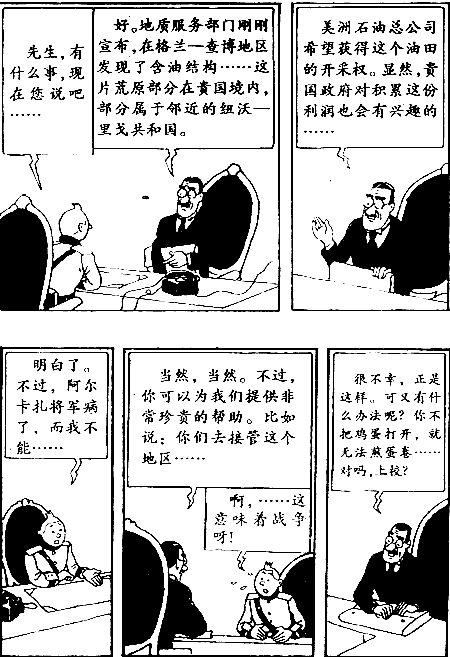 先生，有
什么事，现
在您说吧
……
好。地质服务部门刚刚
宣布，在格兰—查博地区
发现了含油结构……这
片荒原部分在贵国境内，
部分属于邻近的纽沃—
里戈共和国。
美洲石油总公司
希望获得这个油田
的开采权。显然，贵
国政府对积累这份
利润也会有兴趣的
……
明白了。
不过，阿尔
卡扎将军病
了，而我不
能……
当然，当然。不过，
你可以为我们提供非
常珍贵的帮助。比如
说：你们去接管这个
地区……
啊，……这
意味着战争
呀！
很不幸，正是
这样。可又有什
么办法呢？你不
把鸡蛋打开，就
无法煎蛋卷……
对吗，上校？